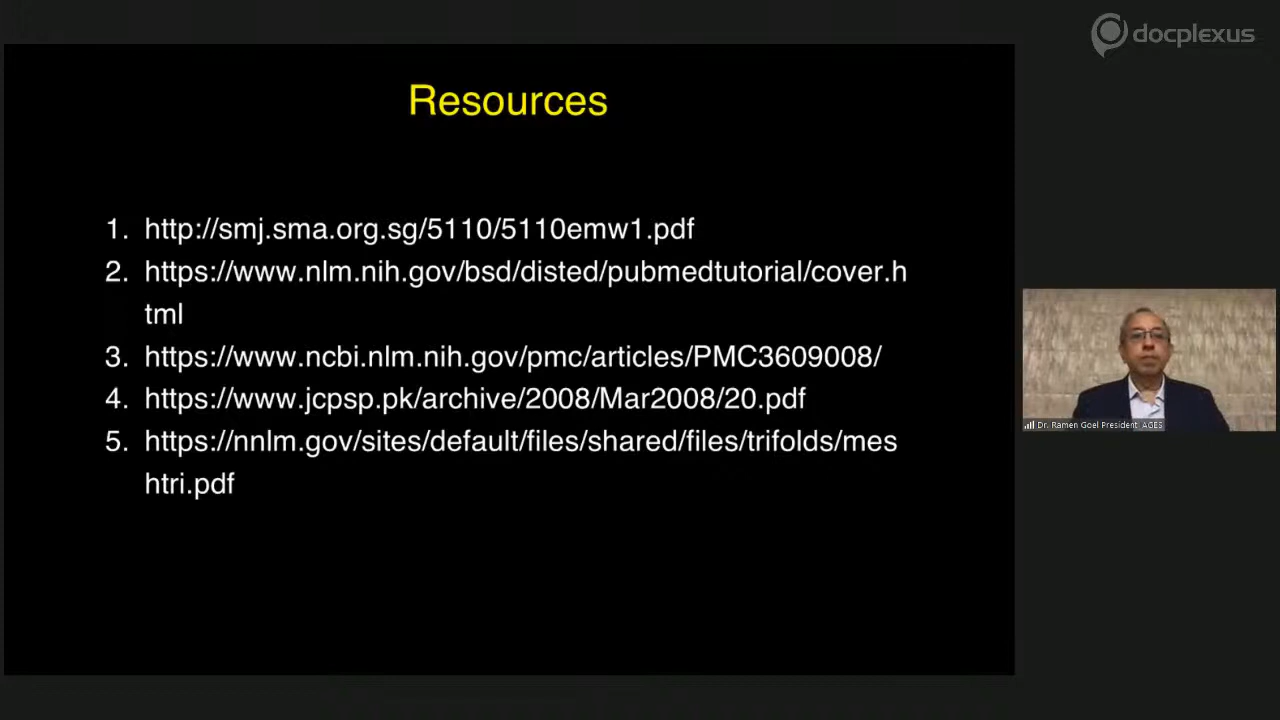 docplexus
Resources
1. http://smj.sma.org.sg/5110/5110emw1.pdf
2. https://www.nlm.nih.gov/bsd/disted/pubmedtutorial/cover.h
tml
3. https://www.ncbi.nlm.nih.gov/pmc/articles/PMC3609008/
4. https://www.jcpsp.pk/archive/2008/Mar2008/20.pdf
5. https://nnlm.gov/sites/default/files/shared/files/trifolds/mes
htri.pdf
Dr. Ramen Goel President AGES